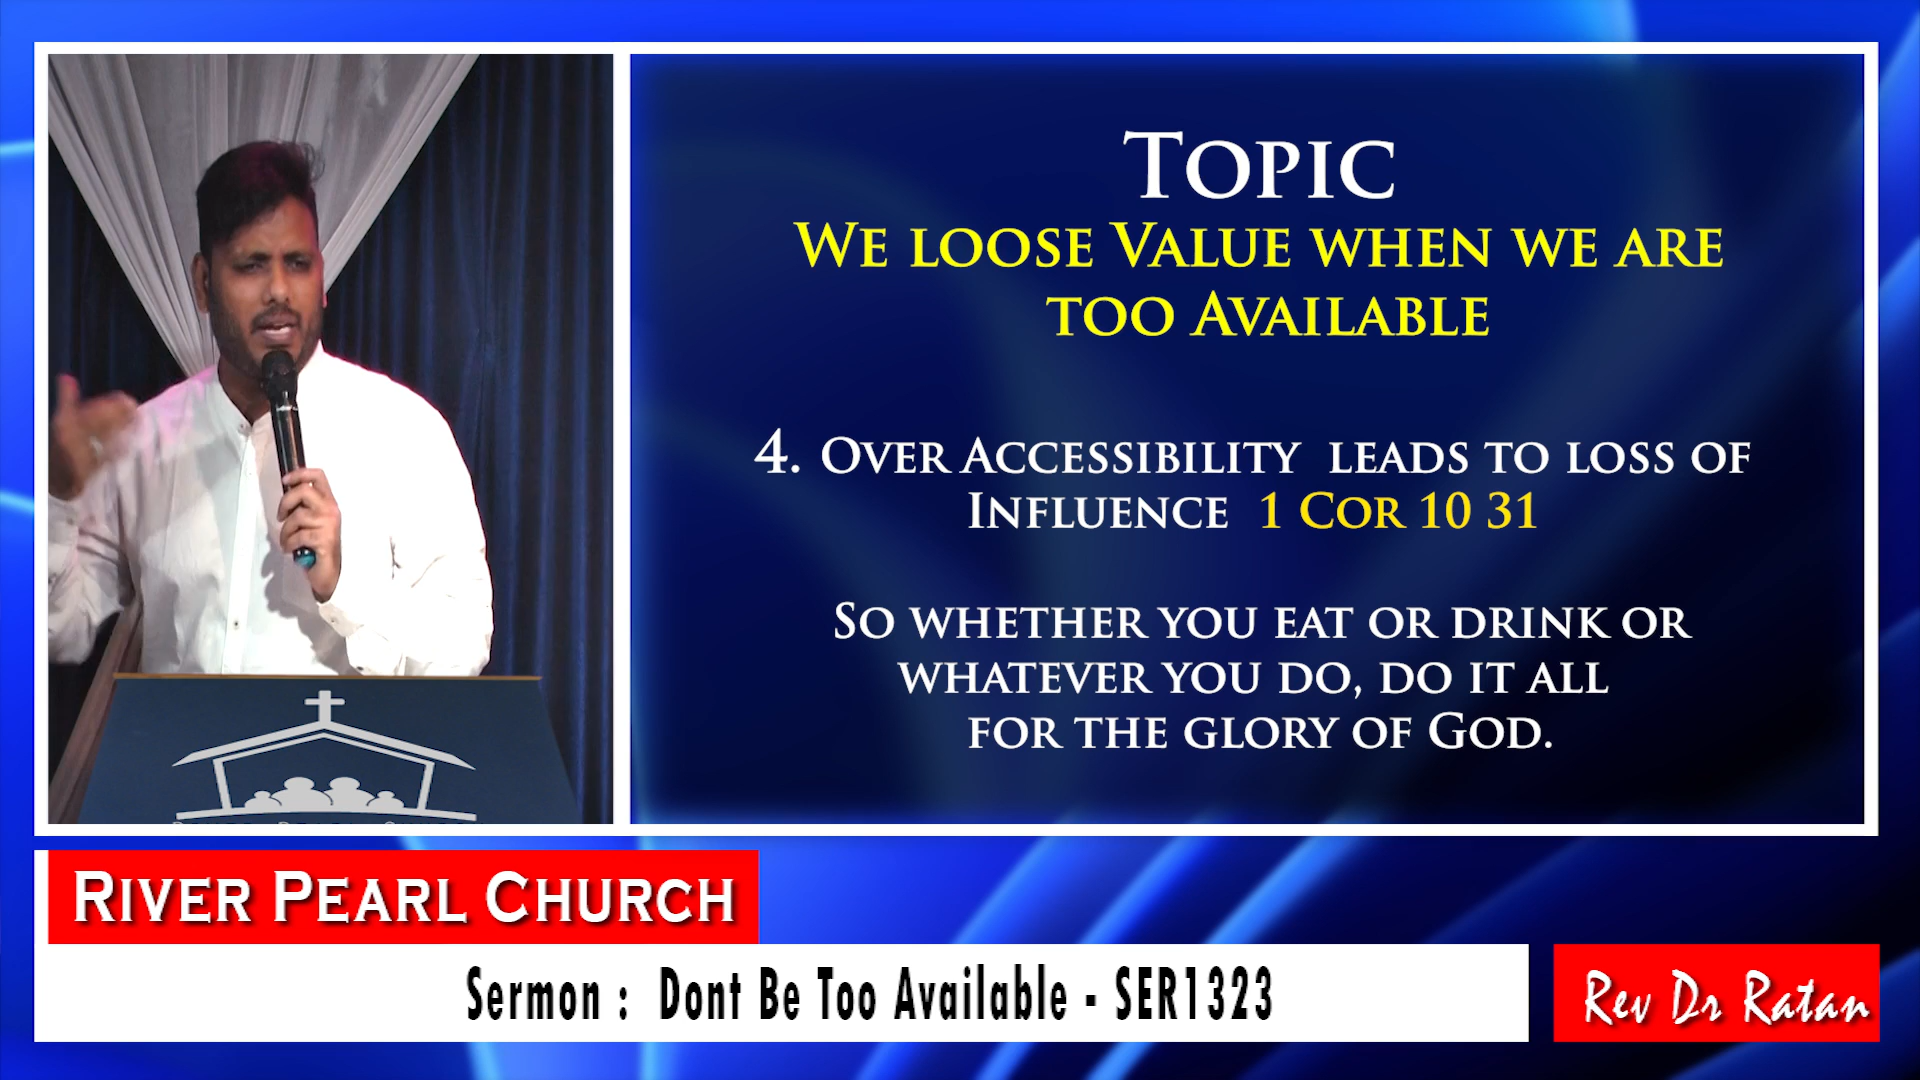 Topic
We loose Value when we are
too Available
4. Over Accessibility leads to loss of
Influence 1 Cor 10 31
So whether you eat or drink or
whatever you do, do it all
for the glory of God.
River Pearl Church
Sermon : Dont Be Too Available - SER1323
Rev Dr Ratan